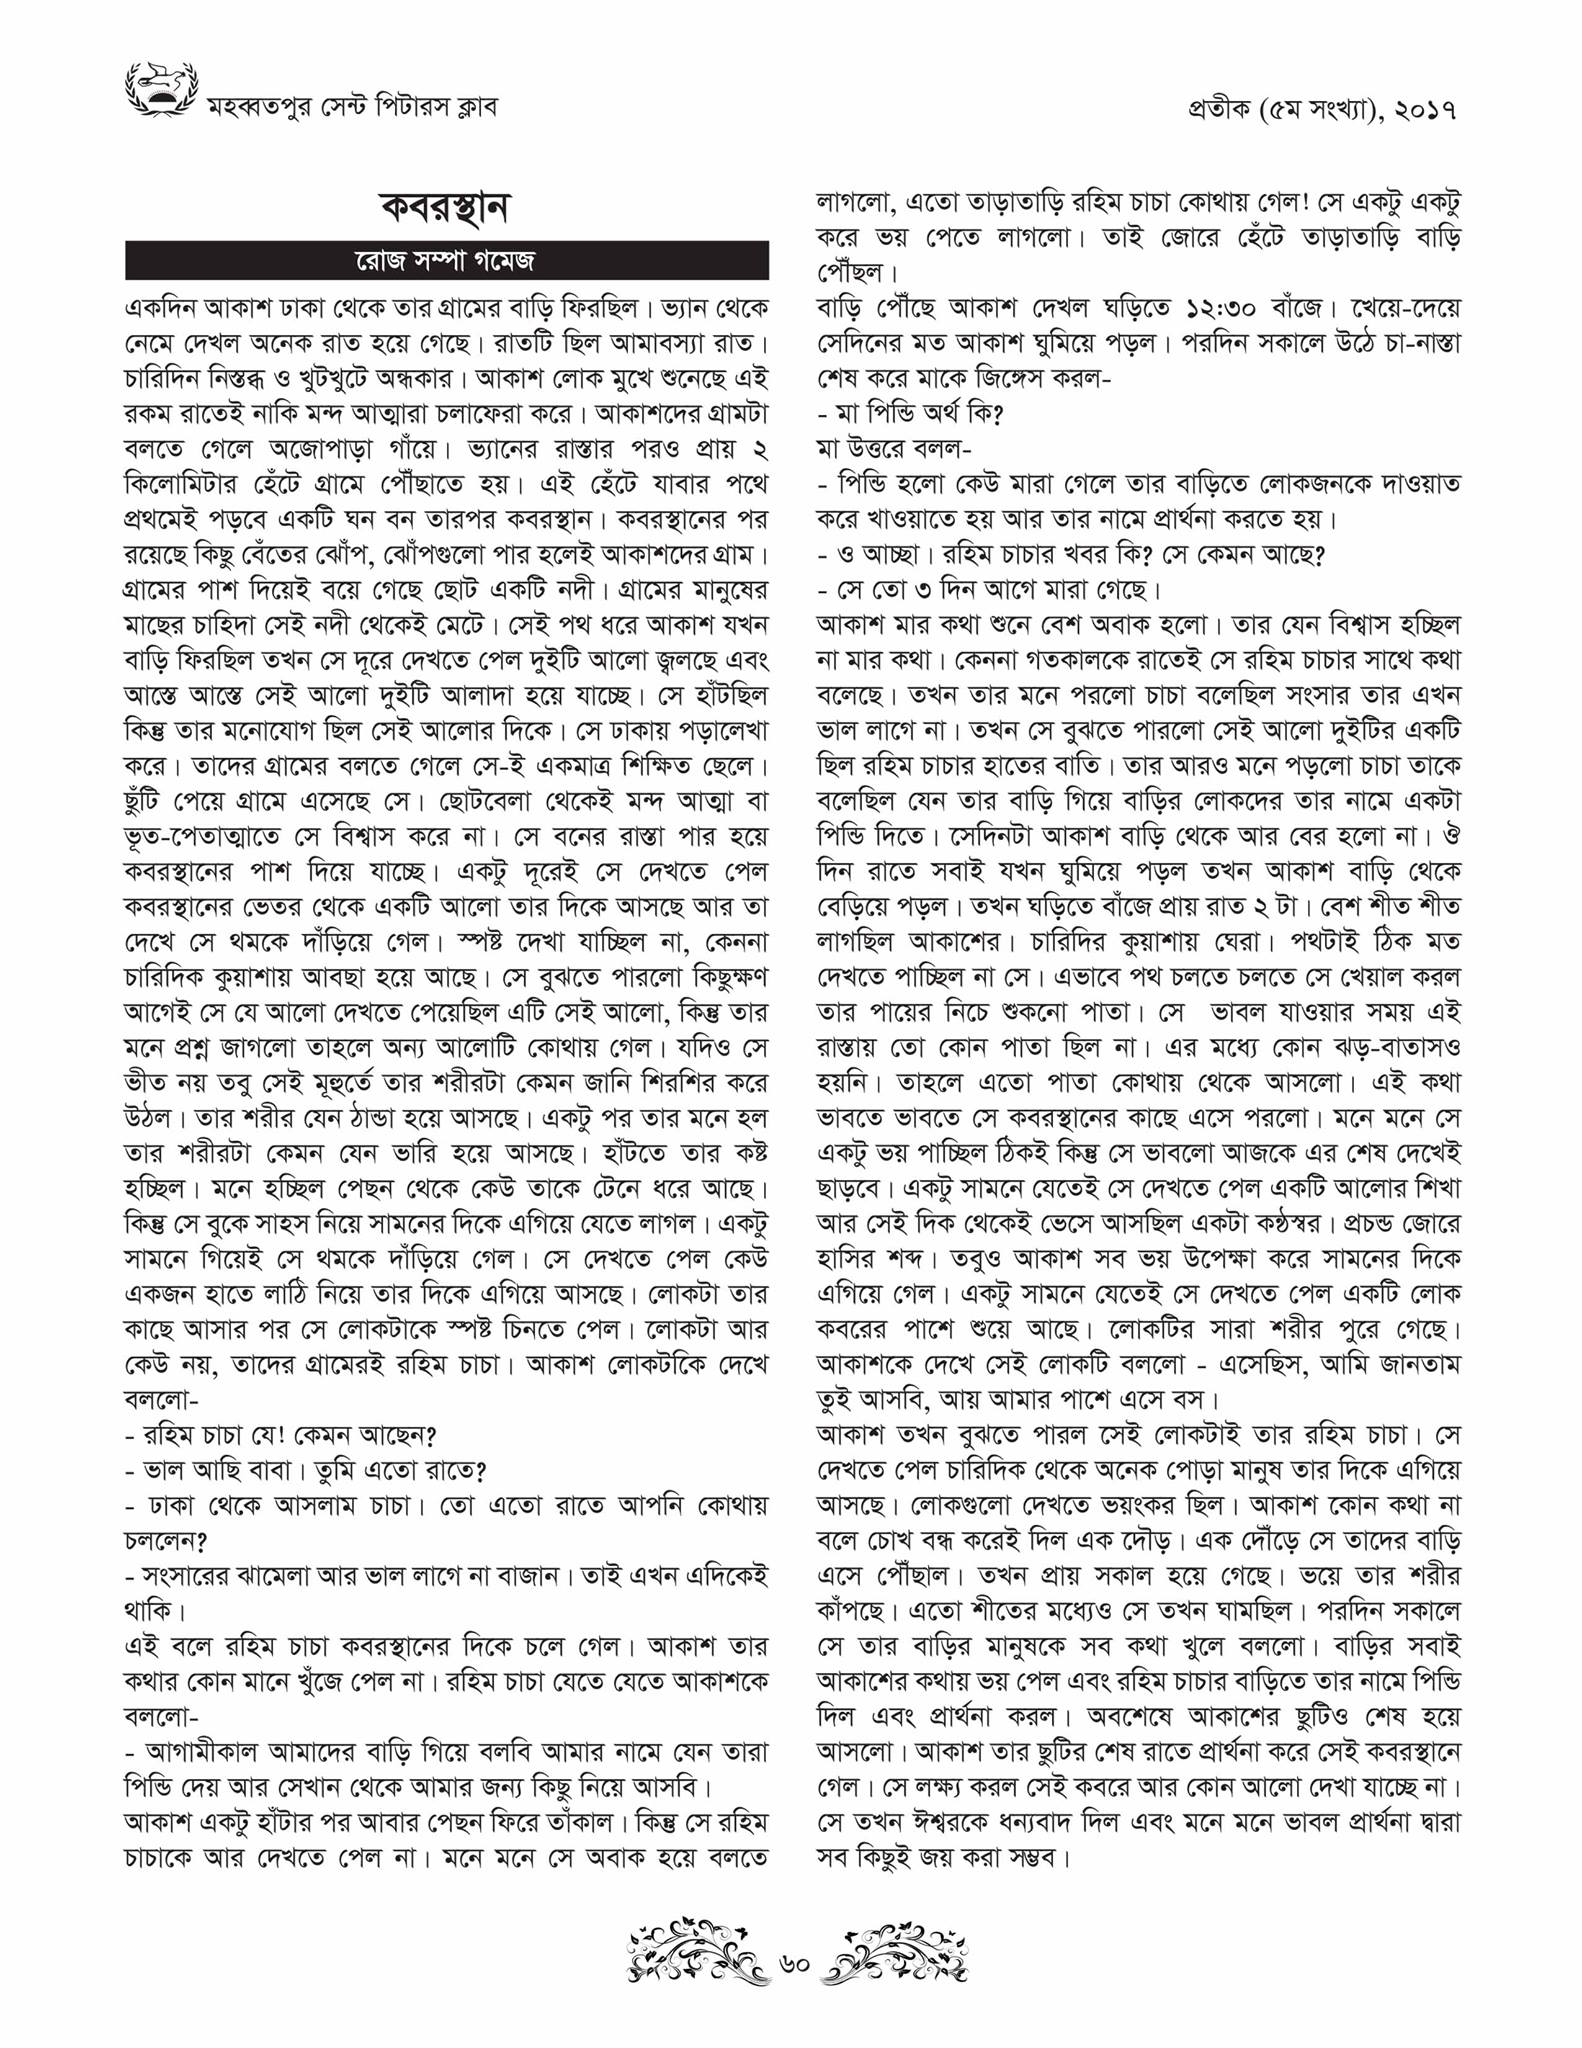 মহব্বতপুর সেন্ট পিটারস ক্লাব
প্রতীক (৫ম সংখ্যা), ২০১৭
কবরস্থান
রোজ সম্পা গমেজ
একদিন আকাশ ঢাকা থেকে তার গ্রামের বাড়ি ফিরছিল। ভ্যান থেকে
নেমে দেখল অনেক রাত হয়ে গেছে। রাতটি ছিল আমাবস্যা রাত।
চারিদিন নিস্তব্ধ ও খুটখুটে অন্ধকার। আকাশ লোক মুখে শুনেছে এই
রকম রাতেই নাকি মন্দ আত্মারা চলাফেরা করে। আকাশদের গ্রামটা
বলতে গেলে অজোপাড়া গাঁয়ে। ভ্যানের রাস্তার পরও প্রায় ২
কিলোমিটার হেঁটে গ্রামে পৌঁছাতে হয়। এই হেঁটে যাবার পথে
প্রথমেই পড়বে একটি ঘন বন তারপর কবরস্থান। কবরস্থানের পর
রয়েছে কিছু বেঁতের ঝোঁপ, ঝোঁপগুলো পার হলেই আকাশদের গ্রাম।
গ্রামের পাশ দিয়েই বয়ে গেছে ছোট একটি নদী। গ্রামের মানুষের
মাছের চাহিদা সেই নদী থেকেই মেটে। সেই পথ ধরে আকাশ যখন
বাড়ি ফিরছিল তখন সে দূরে দেখতে পেল দুইটি আলো জ্বলছে এবং
আস্তে আস্তে সেই আলো দুইটি আলাদা হয়ে যাচ্ছে। সে হাঁটছিল
কিন্তু তার মনোযোগ ছিল সেই আলোর দিকে। সে ঢাকায় পড়ালেখা
করে। তাদের গ্রামের বলতে গেলে সে-ই একমাত্র শিক্ষিত ছেলে।
ছুঁটি পেয়ে গ্রামে এসেছে সে। ছোটবেলা থেকেই মন্দ আত্মা বা
ভূত-পেতাত্মাতে সে বিশ্বাস করে না। সে বনের রাস্তা পার হয়ে
কবরস্থানের পাশ দিয়ে যাচ্ছে। একটু দূরেই সে দেখতে পেল
কবরস্থানের ভেতর থেকে একটি আলো তার দিকে আসছে আর তা
দেখে সে থমকে দাঁড়িয়ে গেল। স্পষ্ট দেখা যাচ্ছিল না, কেননা
চারিদিক কুয়াশায় আবছা হয়ে আছে। সে বুঝতে পারলো কিছুক্ষণ
আগেই সে যে আলো দেখতে পেয়েছিল এটি সেই আলো, কিন্তু তার
মনে প্রশ্ন জাগলো তাহলে অন্য আলোটি কোথায় গেল। যদিও সে
ভীত নয় তবু সেই মূহুর্তে তার শরীরটা কেমন জানি শিরশির করে
উঠল। তার শরীর যেন ঠান্ডা হয়ে আসছে। একটু পর তার মনে হল
তার শরীরটা কেমন যেন ভারি হয়ে আসছে। হাঁটতে তার কষ্ট
হচ্ছিল। মনে হচ্ছিল পেছন থেকে কেউ তাকে টেনে ধরে আছে।
কিন্তু সে বুকে সাহস নিয়ে সামনের দিকে এগিয়ে যেতে লাগল। একটু
সামনে গিয়েই সে থমকে দাঁড়িয়ে গেল। সে দেখতে পেল কেউ
একজন হাতে লাঠি নিয়ে তার দিকে এগিয়ে আসছে। লোকটা তার
কাছে আসার পর সে লোকটাকে স্পষ্ট চিনতে পেল। লোকটা আর
কেউ নয়, তাদের গ্রামেরই রহিম চাচা। আকাশ লোকটাকে দেখে
বললো-
- রহিম চাচা যে! কেমন আছেন?
- ভাল আছি বাবা। তুমি এতো রাতে?
- ঢাকা থেকে আসলাম চাচা। তো এতো রাতে আপনি কোথায়
চললেন?
- সংসারের ঝামেলা আর ভাল লাগে না বাজান। তাই এখন এদিকেই
থাকি।
এই বলে রহিম চাচা কবরস্থানের দিকে চলে গেল। আকাশ তার
কথার কোন মানে খুঁজে পেল না। রহিম চাচা যেতে যেতে আকাশকে
বললো-
- আগামীকাল আমাদের বাড়ি গিয়ে বলবি আমার নামে যেন তারা
পিন্ডি দেয় আর সেখান থেকে আমার জন্য কিছু নিয়ে আসবি।
আকাশ একটু হাঁটার পর আবার পেছন ফিরে তাঁকাল। কিন্তু সে রহিম
চাচাকে আর দেখতে পেল না। মনে মনে সে অবাক হয়ে বলতে
লাগলো, এতো তাড়াতাড়ি রহিম চাচা কোথায় গেল! সে একটু একটু
করে ভয় পেতে লাগলো। তাই জোরে হেঁটে তাড়াতাড়ি বাড়ি
পৌঁছল।
বাড়ি পৌঁছে আকাশ দেখল ঘড়িতে ১২:৩০ বাঁজে। খেয়ে-দেয়ে
সেদিনের মত আকাশ ঘুমিয়ে পড়ল। পরদিন সকালে উঠে চা-নাস্তা
শেষ করে মাকে জিঙ্গেস করল-
- মা পিন্ডি অর্থ কি?
মা উত্তরে বলল-
- পিন্ডি হলো কেউ মারা গেলে তার বাড়িতে লোকজনকে দাওয়াত
করে খাওয়াতে হয় আর তার নামে প্রার্থনা করতে হয়।
- ও আচ্ছা। রহিম চাচার খবর কি? সে কেমন আছে?
- সে তো ৩ দিন আগে মারা গেছে।
আকাশ মার কথা শুনে বেশ অবাক হলো। তার যেন বিশ্বাস হচ্ছিল
না মার কথা। কেননা গতকালকে রাতেই সে রহিম চাচার সাথে কথা
বলেছে। তখন তার মনে পরলো চাচা বলেছিল সংসার তার এখন
ভাল লাগে না। তখন সে বুঝতে পারলো সেই আলো দুইটির একটি
ছিল রহিম চাচার হাতের বাতি। তার আরও মনে পড়লো চাচা তাকে
বলেছিল যেন তার বাড়ি গিয়ে বাড়ির লোকদের তার নামে একটা
পিন্ডি দিতে। সেদিনটা আকাশ বাড়ি থেকে আর বের হলো না। ঔ
দিন রাতে সবাই যখন ঘুমিয়ে পড়ল তখন আকাশ বাড়ি থেকে
বেড়িয়ে পড়ল। তখন ঘড়িতে বাঁজে প্রায় রাত ২ টা। বেশ শীত শীত
লাগছিল আকাশের। চারিদির কুয়াশায় ঘেরা। পথটাই ঠিক মত
দেখতে পাচ্ছিল না সে। এভাবে পথ চলতে চলতে সে খেয়াল করল
তার পায়ের নিচে শুকনো পাতা। সে ভাবল যাওয়ার সময় এই
রাস্তায় তো কোন পাতা ছিল না। এর মধ্যে কোন ঝড়-বাতাসও
হয়নি। তাহলে এতো পাতা কোথায় থেকে আসলো। এই কথা
ভাবতে ভাবতে সে কবরস্থানের কাছে এসে পরলো। মনে মনে সে
একটু ভয় পাচ্ছিল ঠিকই কিন্তু সে ভাবলো আজকে এর শেষ দেখেই
ছাড়বে। একটু সামনে যেতেই সে দেখতে পেল একটি আলোর শিখা
আর সেই দিক থেকেই ভেসে আসছিল একটা কন্ঠস্বর। প্রচন্ড জোরে
হাসির শব্দ। তবুও আকাশ সব ভয় উপেক্ষা করে সামনের দিকে
এগিয়ে গেল। একটু সামনে যেতেই সে দেখতে পেল একটি লোক
কবরের পাশে শুয়ে আছে। লোকটির সারা শরীর পুরে গেছে।
আকাশকে দেখে সেই লোকটি বললো - এসেছিস, আমি জানতাম
তুই আসবি, আয় আমার পাশে এসে বস।
আকাশ তখন বুঝতে পারল সেই লোকটাই তার রহিম চাচা। সে
দেখতে পেল চারিদিক থেকে অনেক পোড়া মানুষ তার দিকে এগিয়ে
আসছে। লোকগুলো দেখতে ভয়ংকর ছিল। আকাশ কোন কথা না
বলে চোখ বন্ধ করেই দিল এক দৌড়। এক দৌঁড়ে সে তাদের বাড়ি
এসে পৌঁছাল। তখন প্রায় সকাল হয়ে গেছে। ভয়ে তার শরীর
কাঁপছে। এতো শীতের মধ্যেও সে তখন ঘামছিল। পরদিন সকালে
সে তার বাড়ির মানুষকে সব কথা খুলে বললো। বাড়ির সবাই
আকাশের কথায় ভয় পেল এবং রহিম চাচার বাড়িতে তার নামে পিন্ডি
দিল এবং প্রার্থনা করল। অবশেষে আকাশের ছুটিও শেষ হয়ে
আসলো। আকাশ তার ছুটির শেষ রাতে প্রার্থনা করে সেই কবরস্থানে
গেল। সে লক্ষ্য করল সেই কবরে আর কোন আলো দেখা যাচ্ছে না।
সে তখন ঈশ্বরকে ধন্যবাদ দিল এবং মনে মনে ভাবল প্রার্থনা দ্বারা
সব কিছুই জয় করা সম্ভব।
৬০